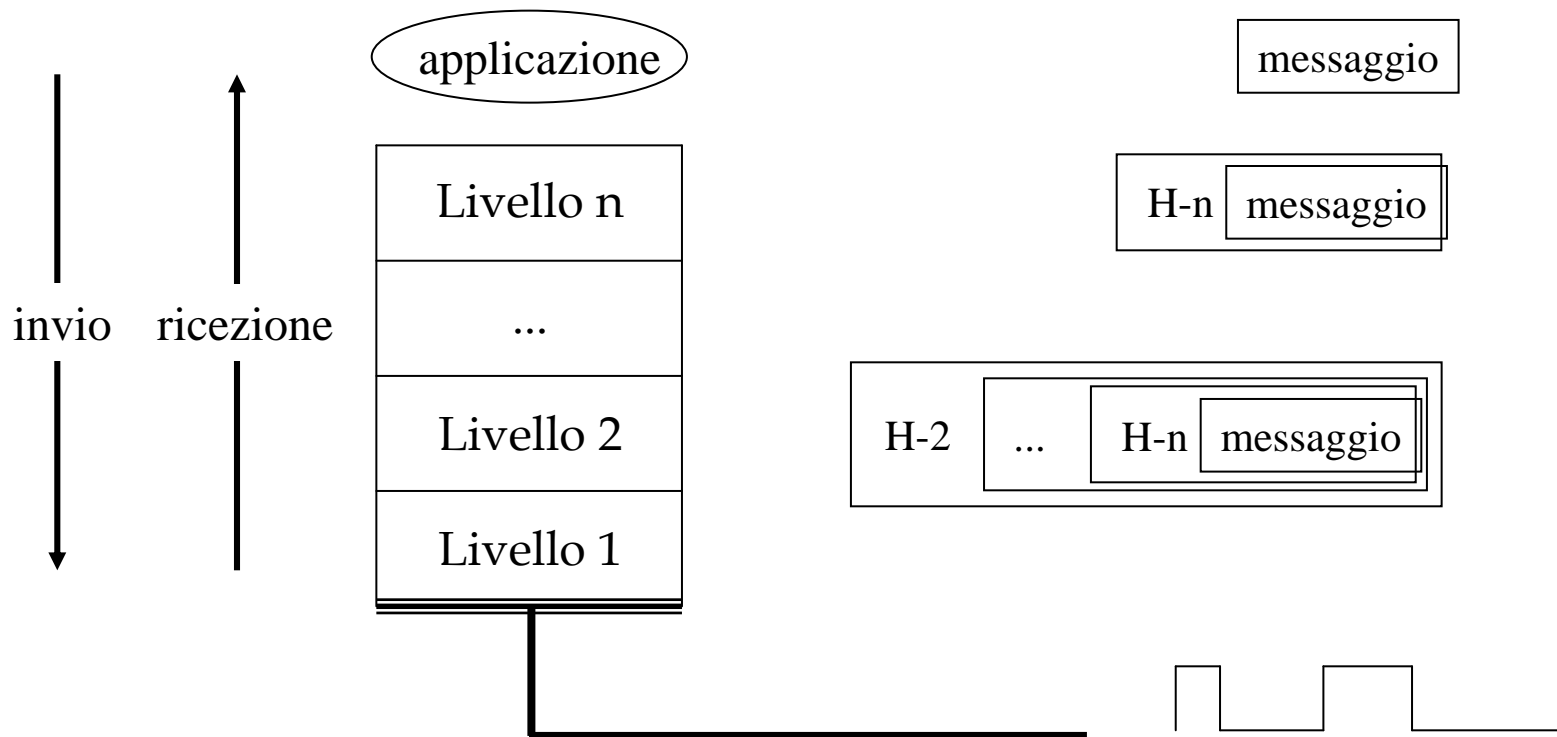 applicazione
messaggio
Livello n
H-n messaggio
invio ricezione
...
Livello 2
H-2 ... H-n messaggio
Livello 1